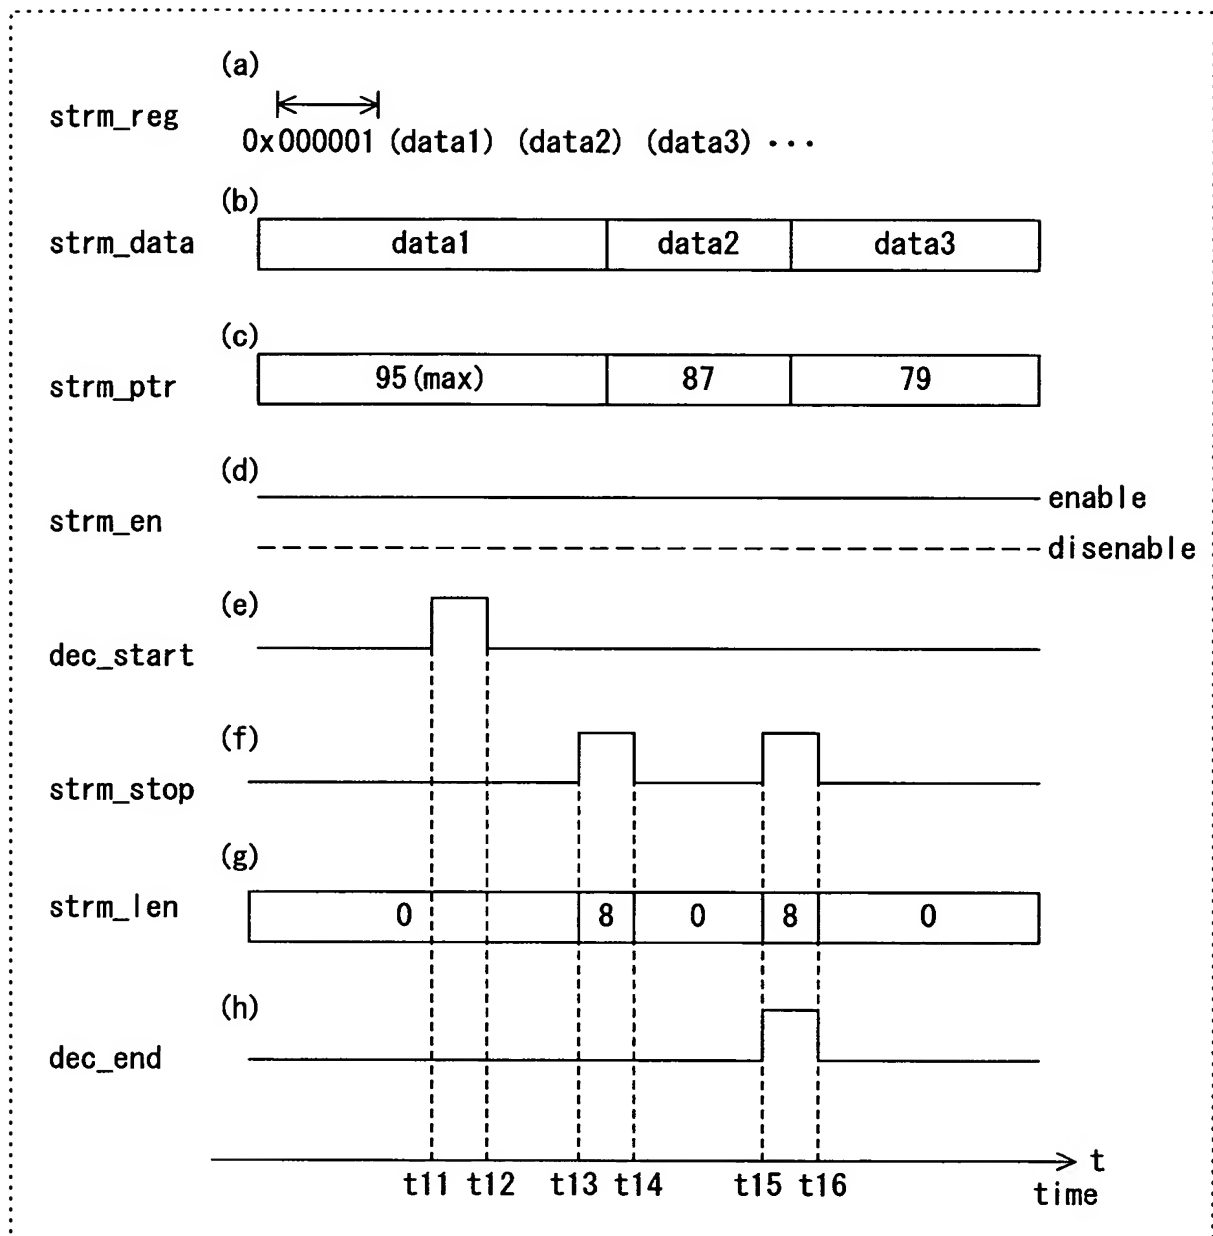 (a)
strm_reg
0x000001 (data1) (data2) (data3) ···
(b)
strm_data data1 data2 data3
(c)
strm_ptr 95(max) 87 79
(d)
enable
strm_en
disenable
(e)
dec_start
(f)
strm_stop
(g)
strm_len 0 8 0 8 0
(h)
dec_end
t
t11 t12 t13 t14 t15 t16
time